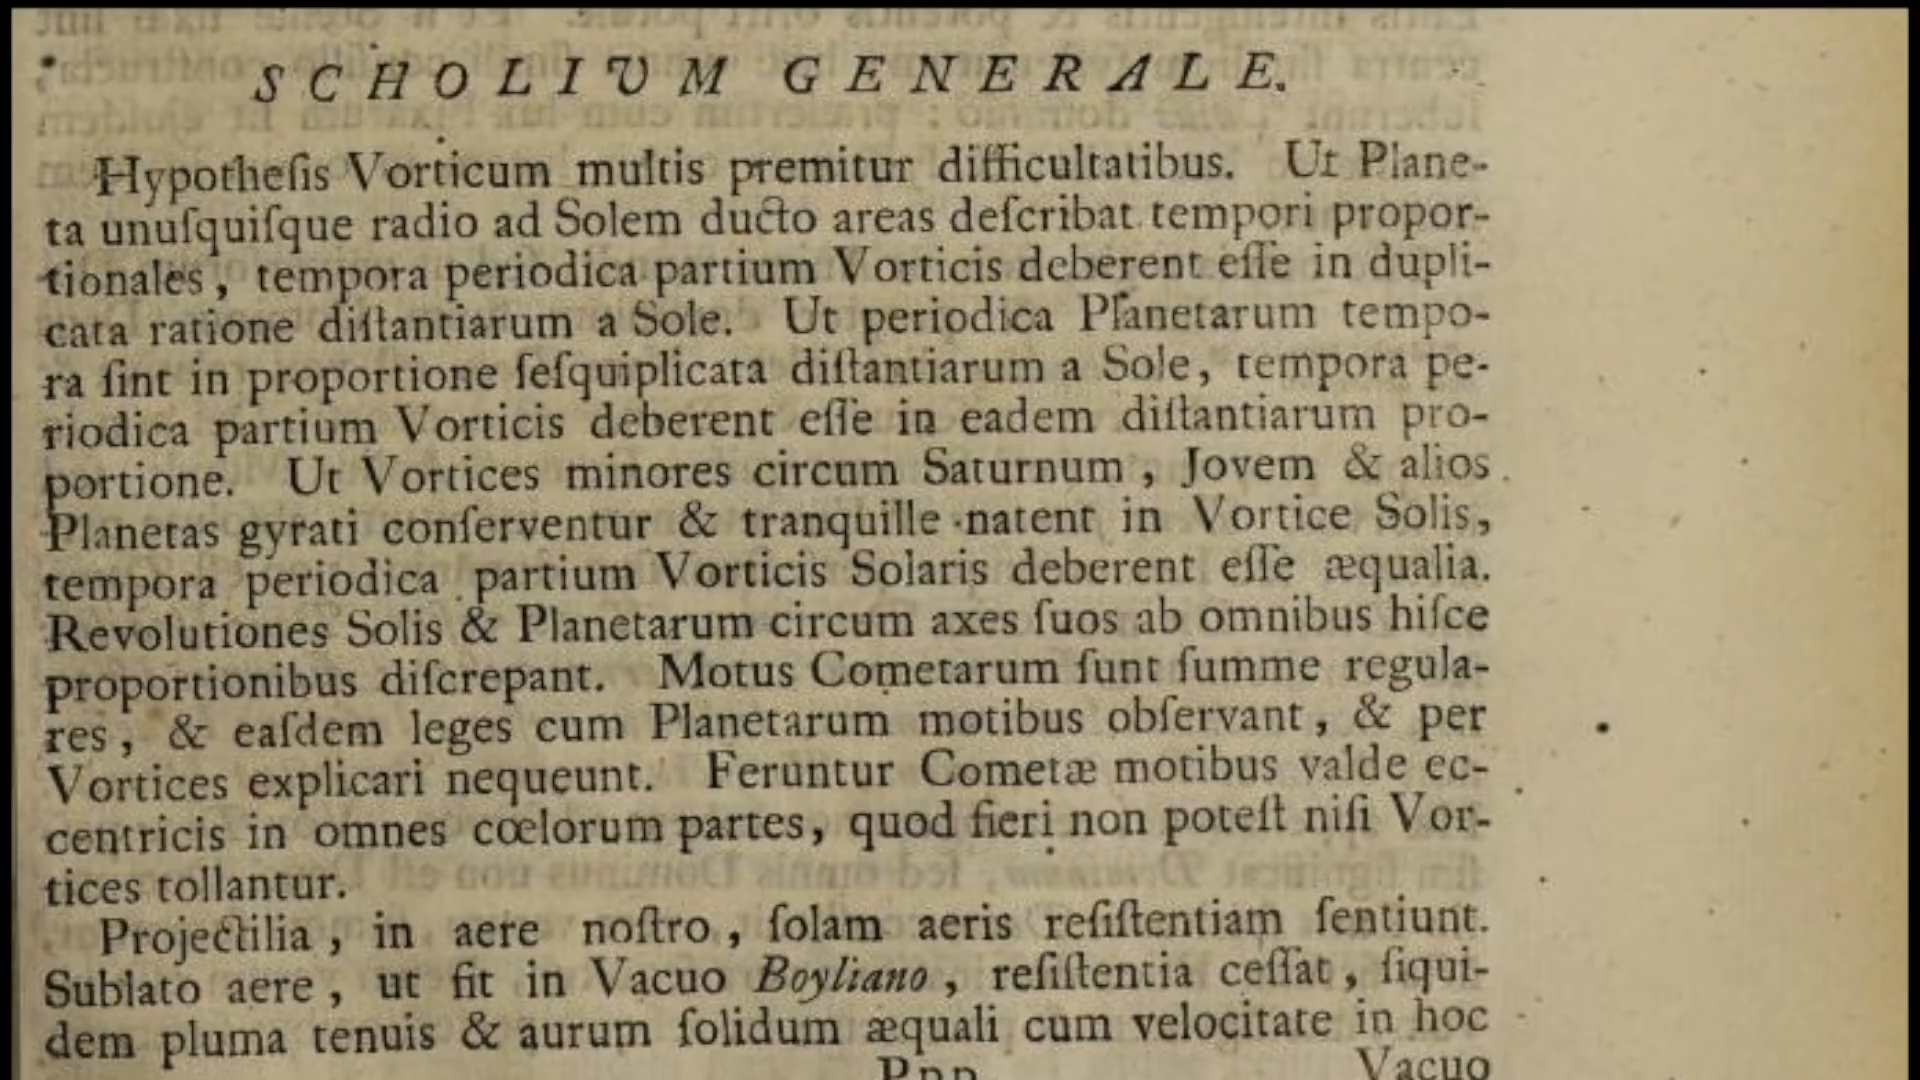 SCHOLIUM GENERALE.
Hypotheſis Vorticum multis premitur difficultatibus. Ut Plane-
ta unuſquiſque radio ad Solem ducto areas deſcribat tempori propor-
tionales, tempora periodica partium Vorticis deberent eſſe in dupli-
cata ratione diſtantiarum a Sole. Ut periodica Planetarum tempo-
ra ſint in proportione ſeſquiplicata diſtantiarum a Sole, tempora pe-
riodica partium Vorticis deberent eſſe in eadem diſtantiarum pro-
portione. Ut Vortices minores circum Saturnum, Jovem & alios
Planetas gyrati conſerventur & tranquille natent in Vortice Solis,
tempora periodica partium Vorticis Solaris deberent eſſe æqualia.
Revolutiones Solis & Planetarum circum axes ſuos ab omnibus hiſce
proportionibus diſcrepant. Motus Cometarum ſunt ſumme regula-
res, & eaſdem leges cum Planetarum motibus obſervant, & per
Vortices explicari nequeunt. Feruntur Cometæ motibus valde ec-
centricis in omnes cœlorum partes, quod fieri non poteſt niſi Vor-
tices tollantur.
Projectilia, in aere noſtro, ſolam aeris reſiſtentiam ſentiunt.
Sublato aere, ut fit in Vacuo Boyliano, reſiſtentia ceſſat, ſiqui-
dem pluma tenuis & aurum ſolidum æquali cum velocitate in hoc
Ppp Vacuo